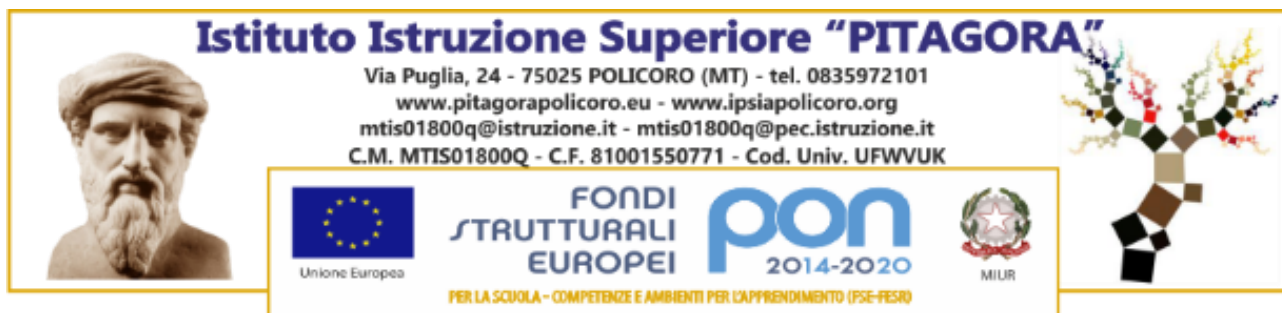 Istituto Istruzione Superiore “PITAGORA”
Via Puglia, 24 - 75025 POLICORO (MT) - tel. 0835972101
www.pitagorapolicoro.eu - www.ipsiapolicoro.org
mtis01800q@istruzione.it - mtis01800q@pec.istruzione.it
C.M. MTIS01800Q - C.F. 81001550771 - Cod. Univ. UFWVUK
Unione Europea
FONDI
STRUTTURALI
EUROPEI
pon
2014-2020
MIUR
PER LA SCUOLA - COMPETENZE E AMBIENTI PER L'APPRENDIMENTO (FSE-FESR)